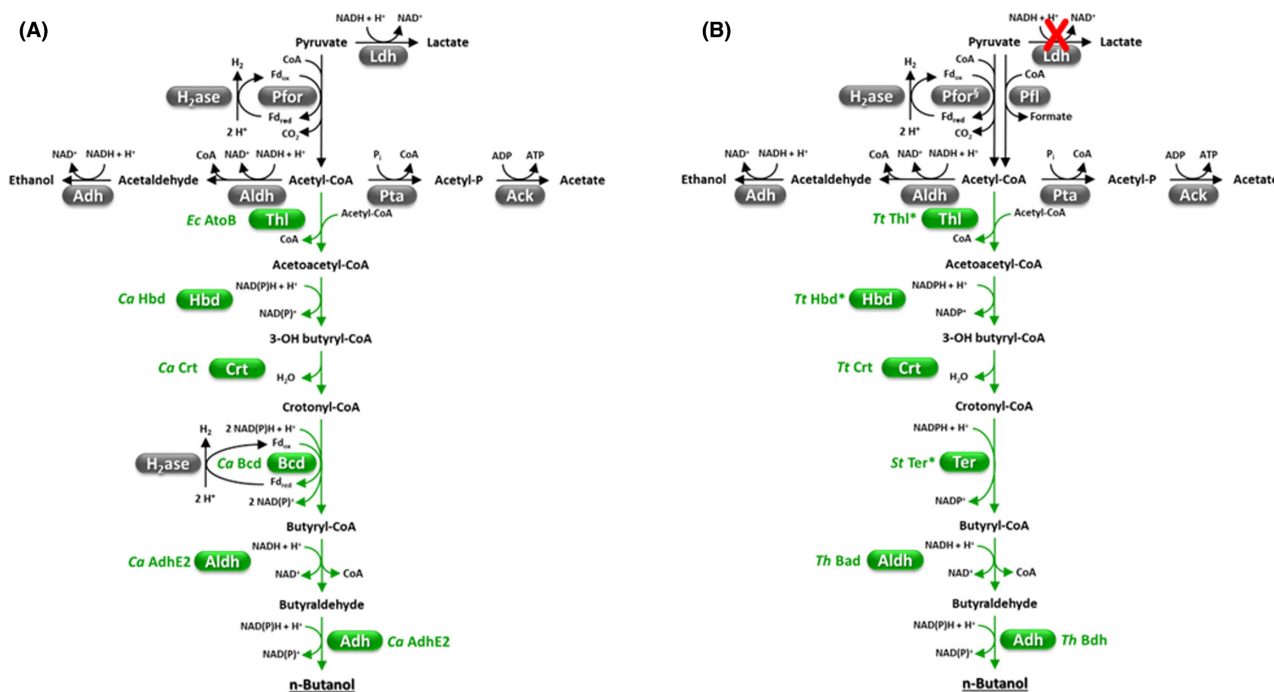 (A)
NADH + H⁺ NAD⁺
Pyruvate Lactate
Ldh
CoA
H₂ Fdₒₓ
H₂ase Pfor
Fd_red
2 H⁺ CO₂
NAD⁺ NADH + H⁺ CoA NAD⁺ NADH + H⁺ Pᵢ CoA ADP ATP
Ethanol Acetaldehyde Acetyl-CoA Acetyl-P Acetate
Adh Aldh Pta Ack
Ec AtoB Thl Acetyl-CoA
CoA
Acetoacetyl-CoA
NAD(P)H + H⁺
Ca Hbd Hbd
NAD(P)⁺
3-OH butyryl-CoA
Ca Crt Crt
H₂O
Crotonyl-CoA
H₂ 2 NAD(P)H + H⁺
Fdₒₓ
H₂ase Ca Bcd Bcd
Fd_red
2 H⁺ 2 NAD(P)⁺
Butyryl-CoA
NADH + H⁺
Ca AdhE2 Aldh
NAD⁺ CoA
Butyraldehyde
NAD(P)H + H⁺
Adh Ca AdhE2
NAD(P)⁺
n-Butanol
(B)
NADH + H⁺ NAD⁺
Pyruvate Lactate
Ldh
CoA
H₂ Fdₒₓ CoA
H₂ase Pfor§ Pfl
Fd_red Formate
2 H⁺ CO₂
NAD⁺ NADH + H⁺ CoA NAD⁺ NADH + H⁺ Pᵢ CoA ADP ATP
Ethanol Acetaldehyde Acetyl-CoA Acetyl-P Acetate
Adh Aldh Pta Ack
Tt Thl* Thl Acetyl-CoA
CoA
Acetoacetyl-CoA
NADPH + H⁺
Tt Hbd* Hbd
NADP⁺
3-OH butyryl-CoA
Tt Crt Crt
H₂O
Crotonyl-CoA
NADPH + H⁺
St Ter* Ter
NADP⁺
Butyryl-CoA
NADH + H⁺
Th Bad Aldh
NAD⁺ CoA
Butyraldehyde
NAD(P)H + H⁺
Adh Th Bdh
NAD(P)⁺
n-Butanol